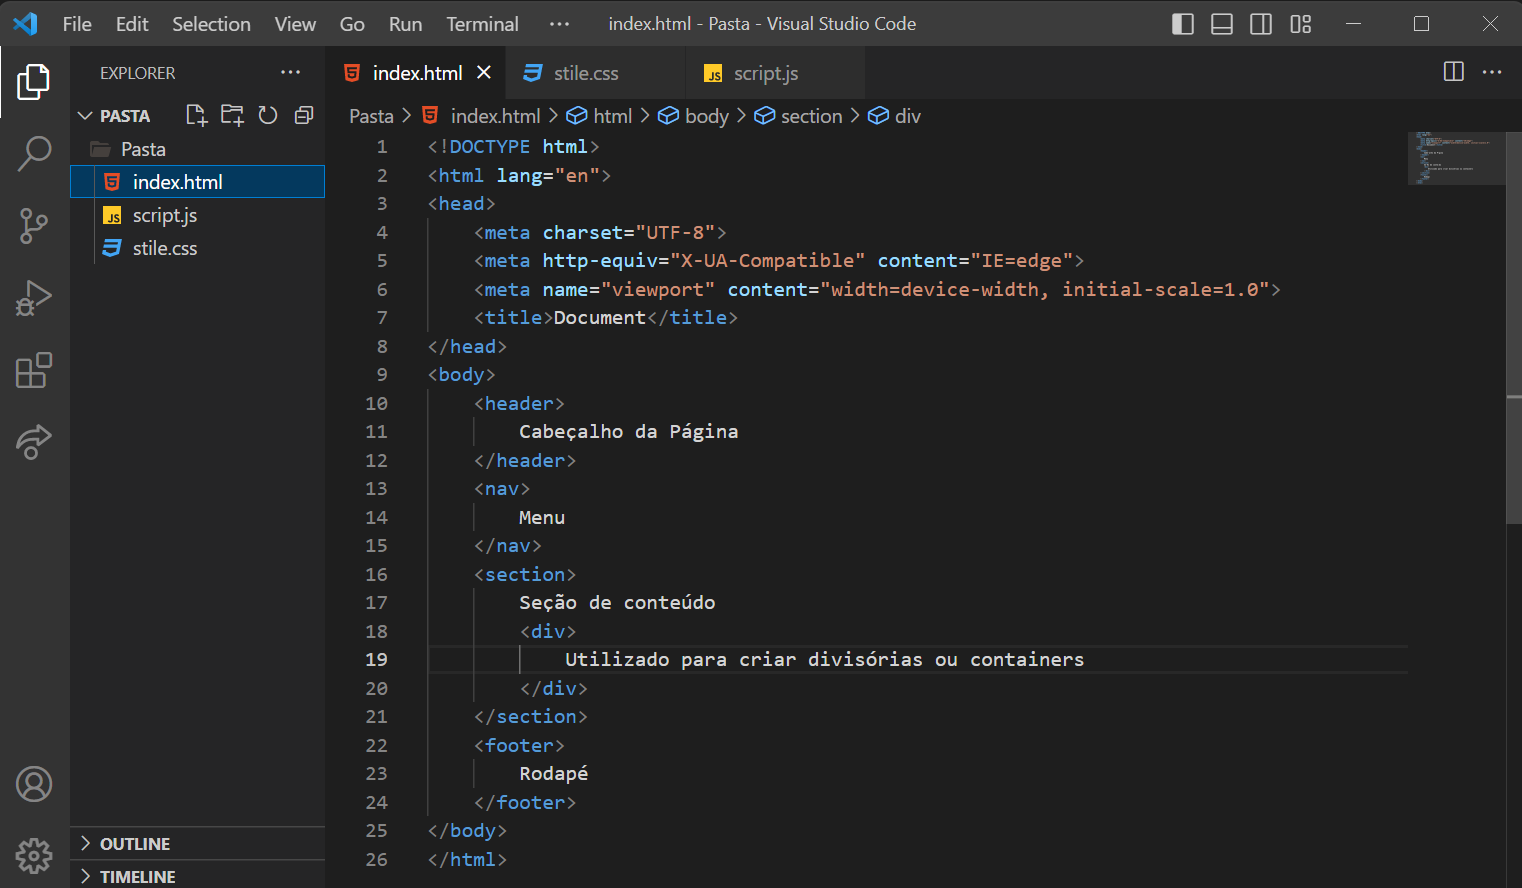 File Edit Selection View Go Run Terminal ··· index.html - Pasta - Visual Studio Code
EXPLORER ···
PASTA
Pasta
index.html
script.js
stile.css
OUTLINE
TIMELINE
index.html stile.css script.js
Pasta > index.html > html > body > section > div
1 <!DOCTYPE html>
2 <html lang="en">
3 <head>
4 <meta charset="UTF-8">
5 <meta http-equiv="X-UA-Compatible" content="IE=edge">
6 <meta name="viewport" content="width=device-width, initial-scale=1.0">
7 <title>Document</title>
8 </head>
9 <body>
10 <header>
11 Cabeçalho da Página
12 </header>
13 <nav>
14 Menu
15 </nav>
16 <section>
17 Seção de conteúdo
18 <div>
19 Utilizado para criar divisórias ou containers
20 </div>
21 </section>
22 <footer>
23 Rodapé
24 </footer>
25 </body>
26 </html>